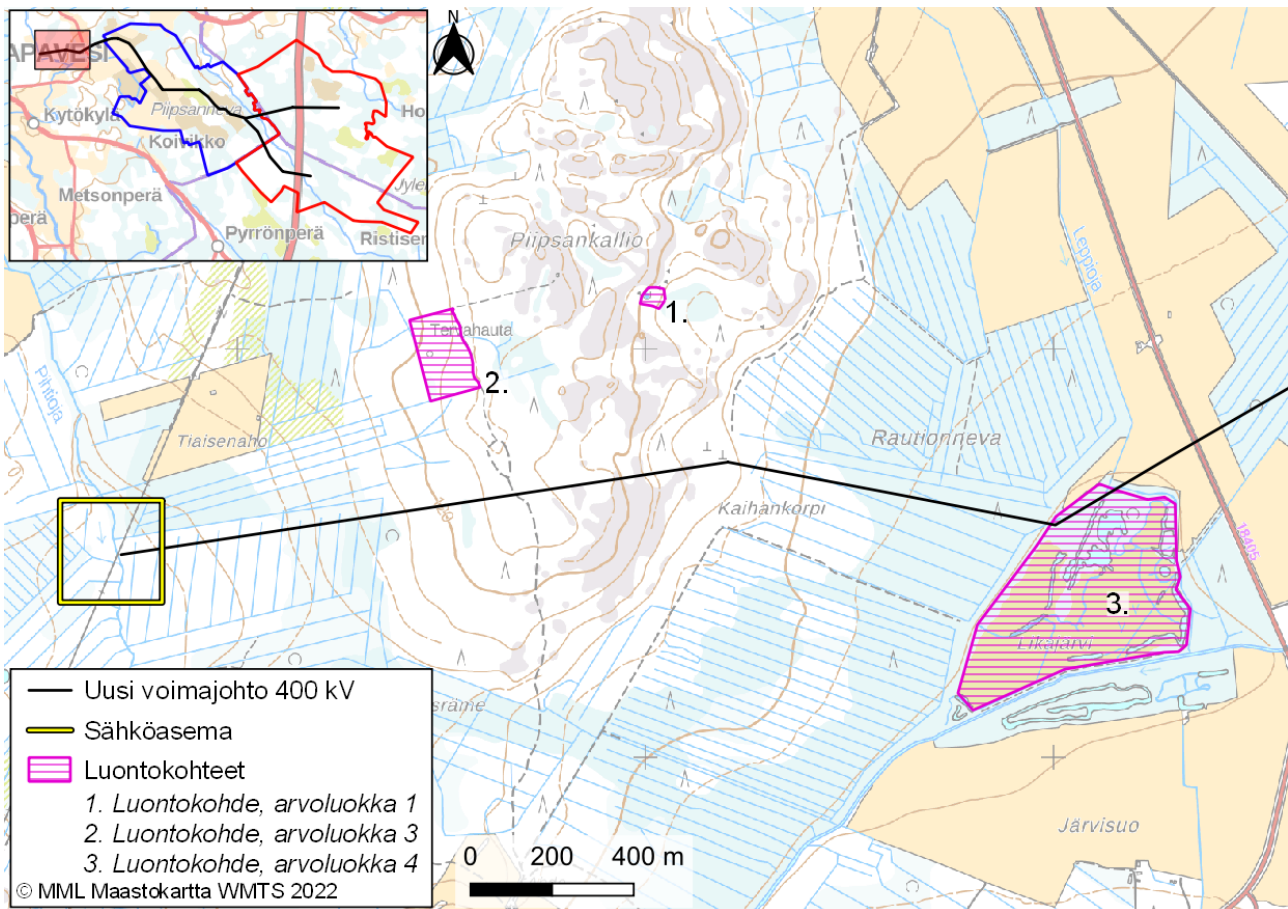 N
APAVESI
Kytökylä
Piipsanneva
Koivikko
Ho
Metsonperä
Jyle
perä
Pyrrönperä
Ristiser
Piipsankallio
1.
Tervahauta
2.
Leppioja
Pihtioja
Tiaisenaho
Rautionneva
Kaihankorpi
18405
3.
Likajärvi
Järvisuo
Uusi voimajohto 400 kV
Sähköasema
Luontokohteet
1. Luontokohde, arvoluokka 1
2. Luontokohde, arvoluokka 3
3. Luontokohde, arvoluokka 4
© MML Maastokartta WMTS 2022
0 200 400 m